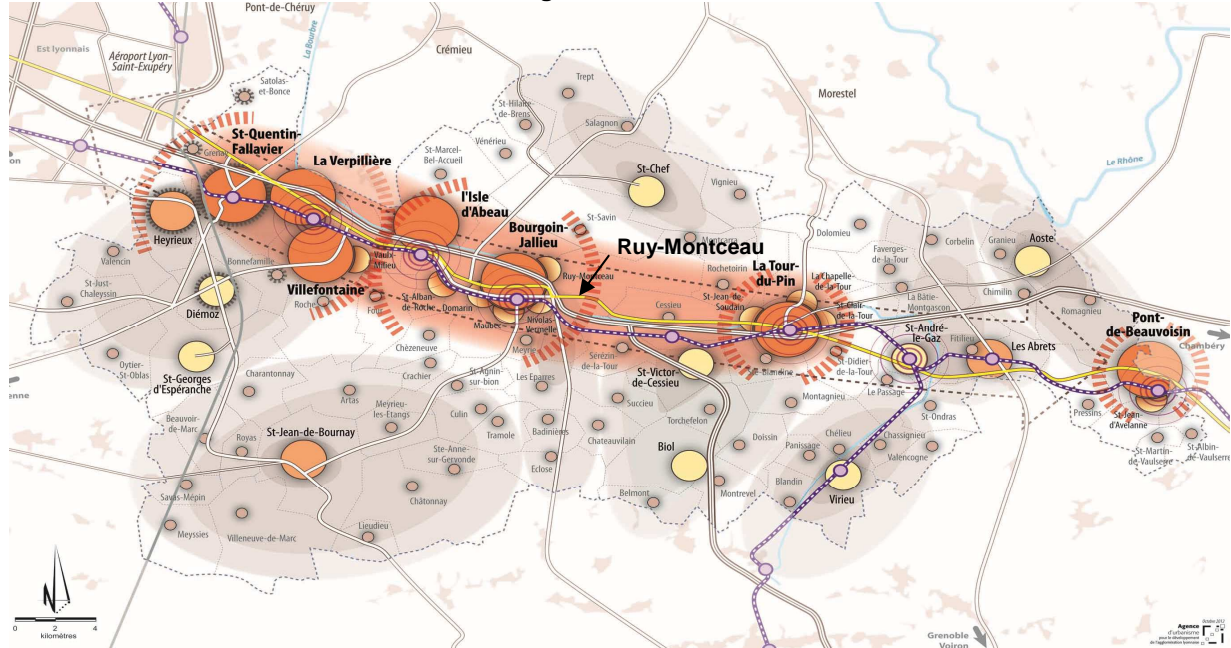 Pont-de-Chéruy
Est lyonnais
Aéroport Lyon-
Saint-Exupéry
La Bourbre
Crémieu
Satolas-
et-Bonce
Trept
Morestel
St-Hilaire-
de-Brens
Salagnon
St-Quentin-
Fallavier
Grenay
La Verpillière
Vénérieu
St-Marcel-
Bel-Accueil
St-Chef
Vignieu
Le Rhône
l'Isle
d'Abeau
Bourgoin-
Jallieu
St-Savin
Montcarra
Dolomieu
Corbelin
Granieu
Aoste
Faverges-
de-la-Tour
Heyrieux
Valencin
Bonnefamille
Vaulx-
Milieu
Ruy-Montceau
Ruy-Montceau
Rochetoirin
La Tour-
du-Pin
La Chapelle-
de-la-Tour
La Bâtie-
Montgascon
Chimilin
Romagnieu
St-Just-
Chaleyssin
Diémoz
Villefontaine
Roche
Four
St-Alban-
de-Roche
Domarin
Maubec
Nivolas-
Vermelle
Meyrié
Cessieu
St-Jean-de-
Soudain
St-Clair-
de-la-Tour
St-André-
le-Gaz
Fitilieu
Les Abrets
Pont-
de-Beauvoisin
Chambéry
Oytier-
St-Oblas
St-Georges
d'Espéranche
Charantonnay
Chèzeneuve
Crachier
St-Agnin-
sur-bion
Les Eparres
Sérézin-
de-la-Tour
St-Victor-
de-Cessieu
Ste-Blandine
St-Didier-
de-la-Tour
Le Passage
Montagnieu
St-Ondras
Pressins
St-Jean-
d'Avelanne
St-Martin-
de-Vaulserre
St-Albin-
de-Vaulserre
Beauvoir-
de-Marc
Royas
Artas
Meyrieu-
les-Etangs
Culin
Tramole
Badinières
Succieu
Torchefelon
Chateauvilain
Doissin
Panissage
Chélieu
Chassignieu
Valencogne
St-Jean-de-Bournay
Ste-Anne-
sur-Gervonde
Eclose
Biol
Belmont
Montrevel
Blandin
Virieu
Savas-Mépin
Châtonnay
Meyssies
Villeneuve-de-Marc
Lieudieu
N
0 2 4
kilomètres
Grenoble
Voiron
Octobre 2012
Agence
d'urbanisme
pour le développement
de l'agglomération lyonnaise